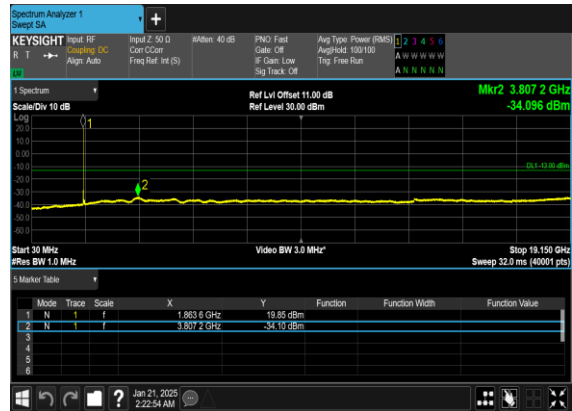 Spectrum Analyzer 1
Swept SA
+
KEYSIGHT Input: RF Input Z: 50 Ω #Atten: 40 dB PNO: Fast Avg Type: Power (RMS) 1 2 3 4 5 6
R T Coupling: DC Corr CCorr Gate: Off Avg|Hold: 100/100 A W W W W W
Align: Auto Freq Ref: Int (S) IF Gain: Low Trig: Free Run
Sig Track: Off A N N N N N
1 Spectrum Ref Lvl Offset 11.00 dB Mkr2 3.807 2 GHz
Scale/Div 10 dB Ref Level 30.00 dBm -34.096 dBm
Log
1
20.0
10.0
0.00
-10.0 DL1 -13.00 dBm
-20.0
-30.0 2
-40.0
-50.0
-60.0
Start 30 MHz Video BW 3.0 MHz* Stop 19.150 GHz
#Res BW 1.0 MHz Sweep 32.0 ms (40001 pts)
5 Marker Table
Mode Trace Scale X Y Function Function Width Function Value
1 N 1 f 1.863 6 GHz 19.85 dBm
2 N 1 f 3.807 2 GHz -34.10 dBm
3
4
5
6
? Jan 21, 2025
2:22:54 AM